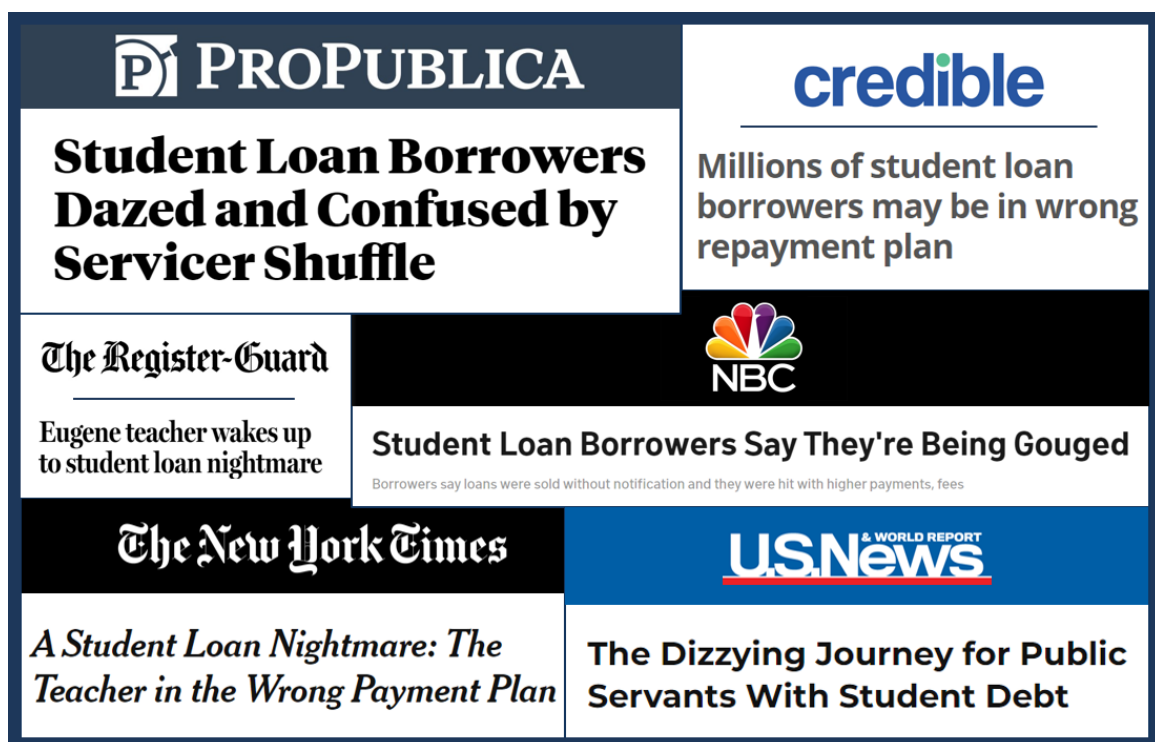 PROPUBLICA
Student Loan Borrowers
Dazed and Confused by
Servicer Shuffle
credible
Millions of student loan
borrowers may be in wrong
repayment plan
The Register-Guard
Eugene teacher wakes up
to student loan nightmare
NBC
Student Loan Borrowers Say They're Being Gouged
Borrowers say loans were sold without notification and they were hit with higher payments, fees
The New York Times
A Student Loan Nightmare: The
Teacher in the Wrong Payment Plan
U.S.News
& WORLD REPORT
The Dizzying Journey for Public
Servants With Student Debt